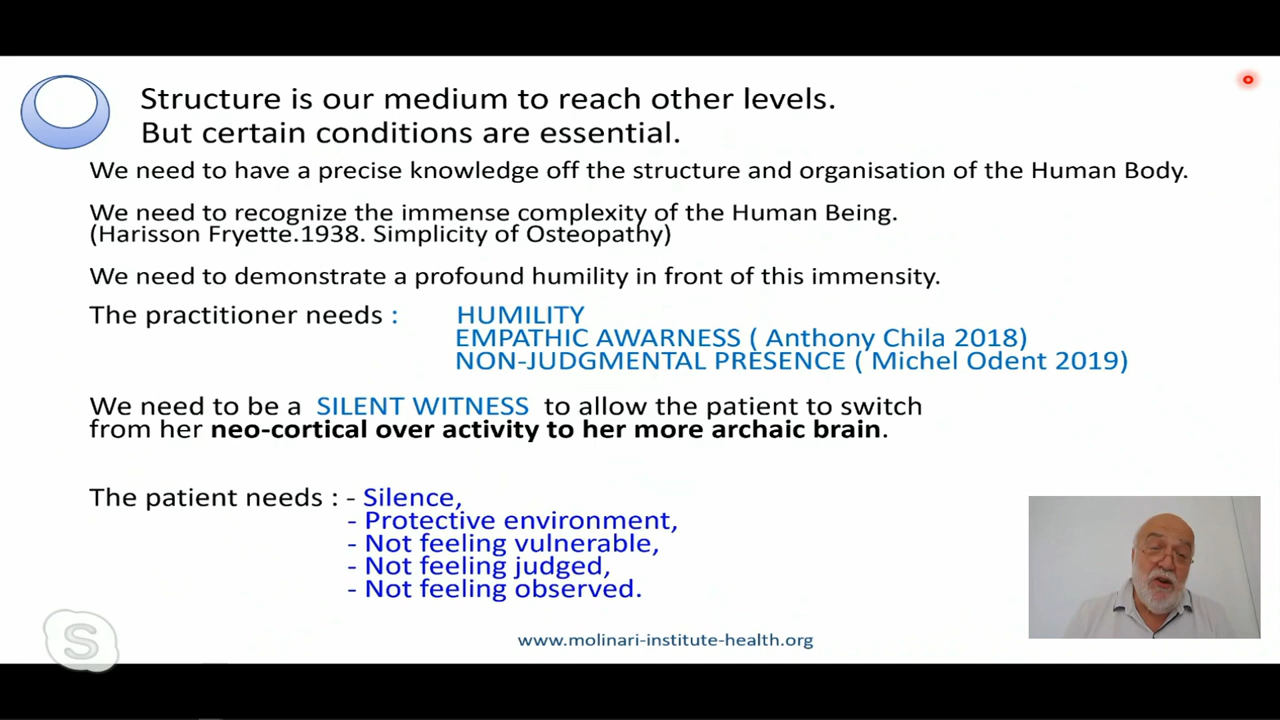 Structure is our medium to reach other levels.
But certain conditions are essential.
We need to have a precise knowledge off the structure and organisation of the Human Body.
We need to recognize the immense complexity of the Human Being.
(Harisson Fryette.1938. Simplicity of Osteopathy)
We need to demonstrate a profound humility in front of this immensity.
The practitioner needs : HUMILITY
EMPATHIC AWARNESS ( Anthony Chila 2018)
NON-JUDGMENTAL PRESENCE ( Michel Odent 2019)
We need to be a SILENT WITNESS to allow the patient to switch
from her neo-cortical over activity to her more archaic brain.
The patient needs : - Silence,
- Protective environment,
- Not feeling vulnerable,
- Not feeling judged,
- Not feeling observed.
www.molinari-institute-health.org
S